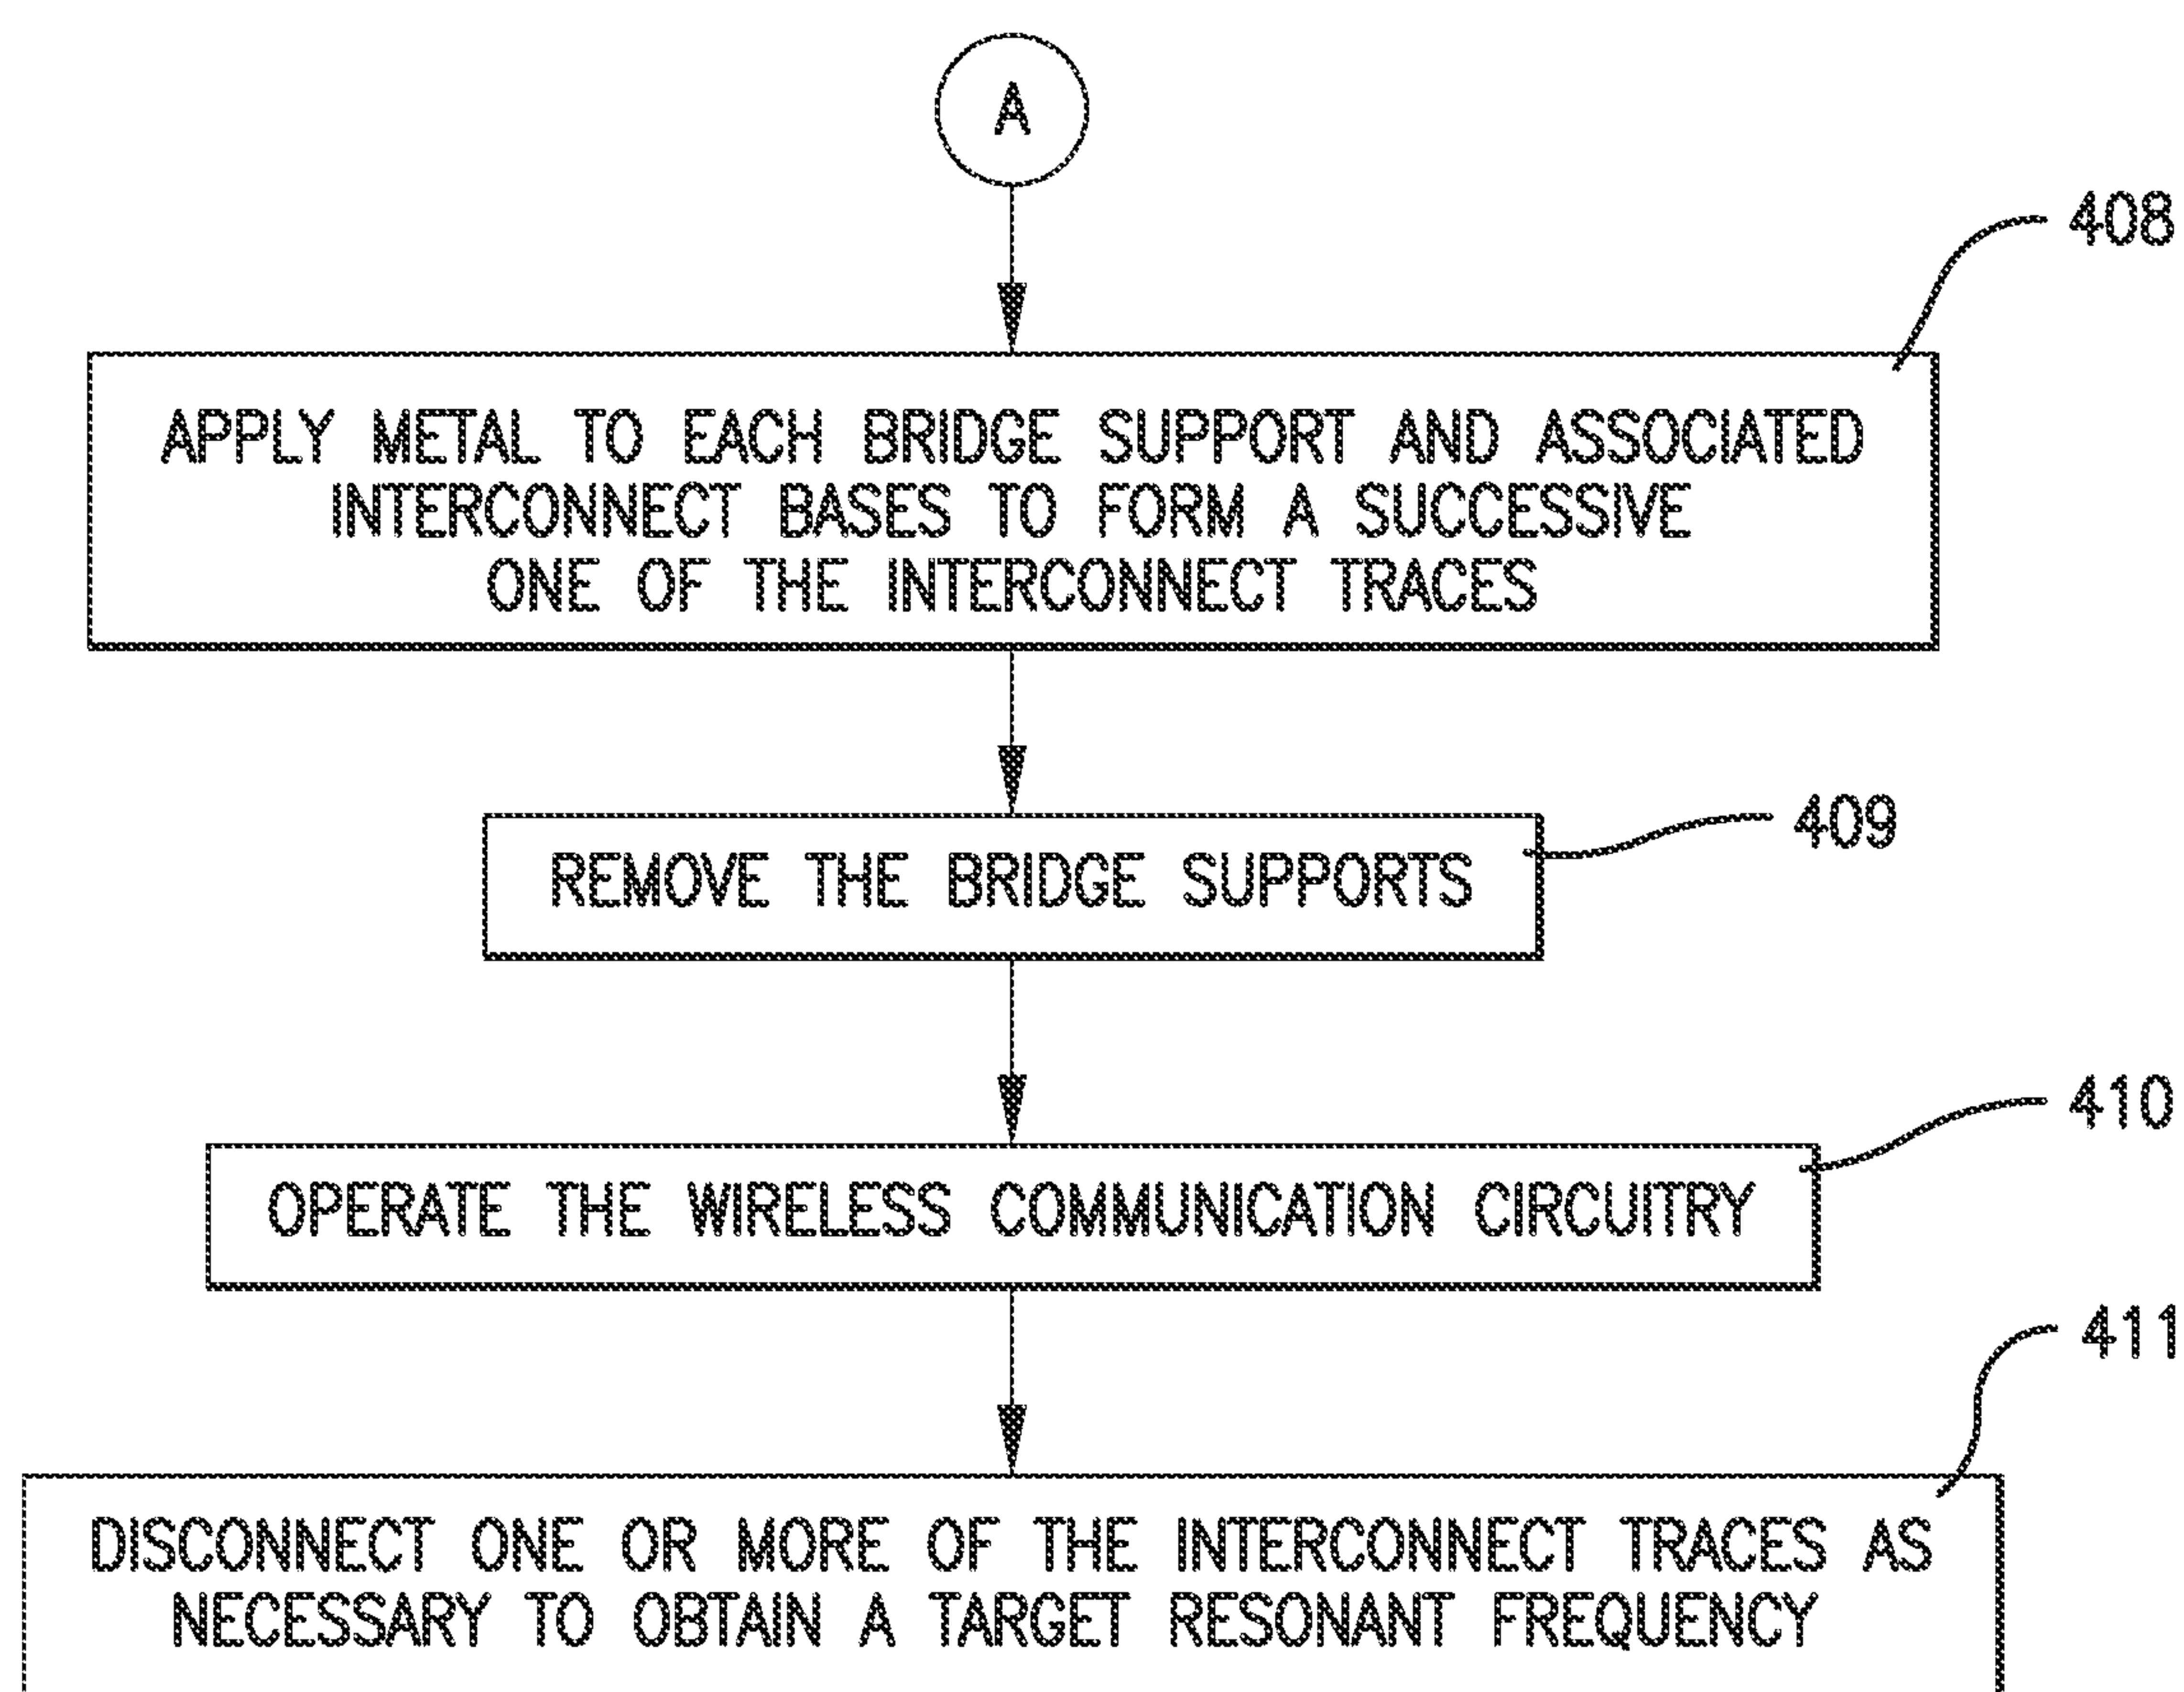 A
408
APPLY METAL TO EACH BRIDGE SUPPORT AND ASSOCIATED
INTERCONNECT BASES TO FORM A SUCCESSIVE
ONE OF THE INTERCONNECT TRACES
409
REMOVE THE BRIDGE SUPPORTS
410
OPERATE THE WIRELESS COMMUNICATION CIRCUITRY
411
DISCONNECT ONE OR MORE OF THE INTERCONNECT TRACES AS
NECESSARY TO OBTAIN A TARGET RESONANT FREQUENCY